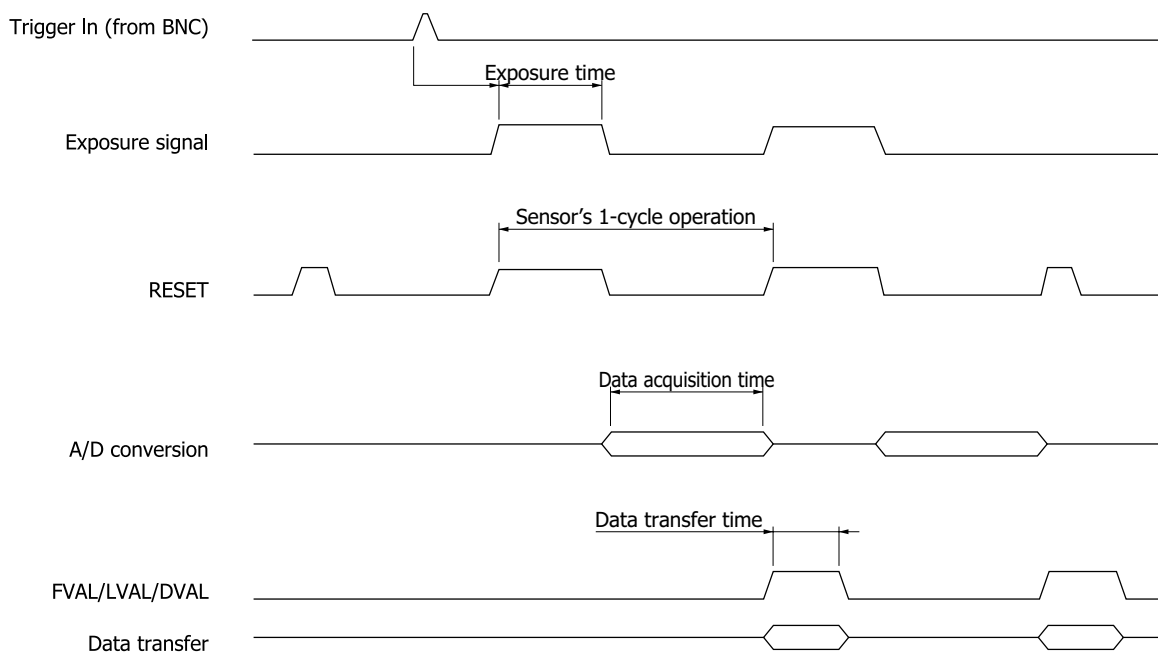 Trigger In (from BNC)
Exposure time
Exposure signal
Sensor's 1-cycle operation
RESET
Data acquisition time
A/D conversion
Data transfer time
FVAL/LVAL/DVAL
Data transfer